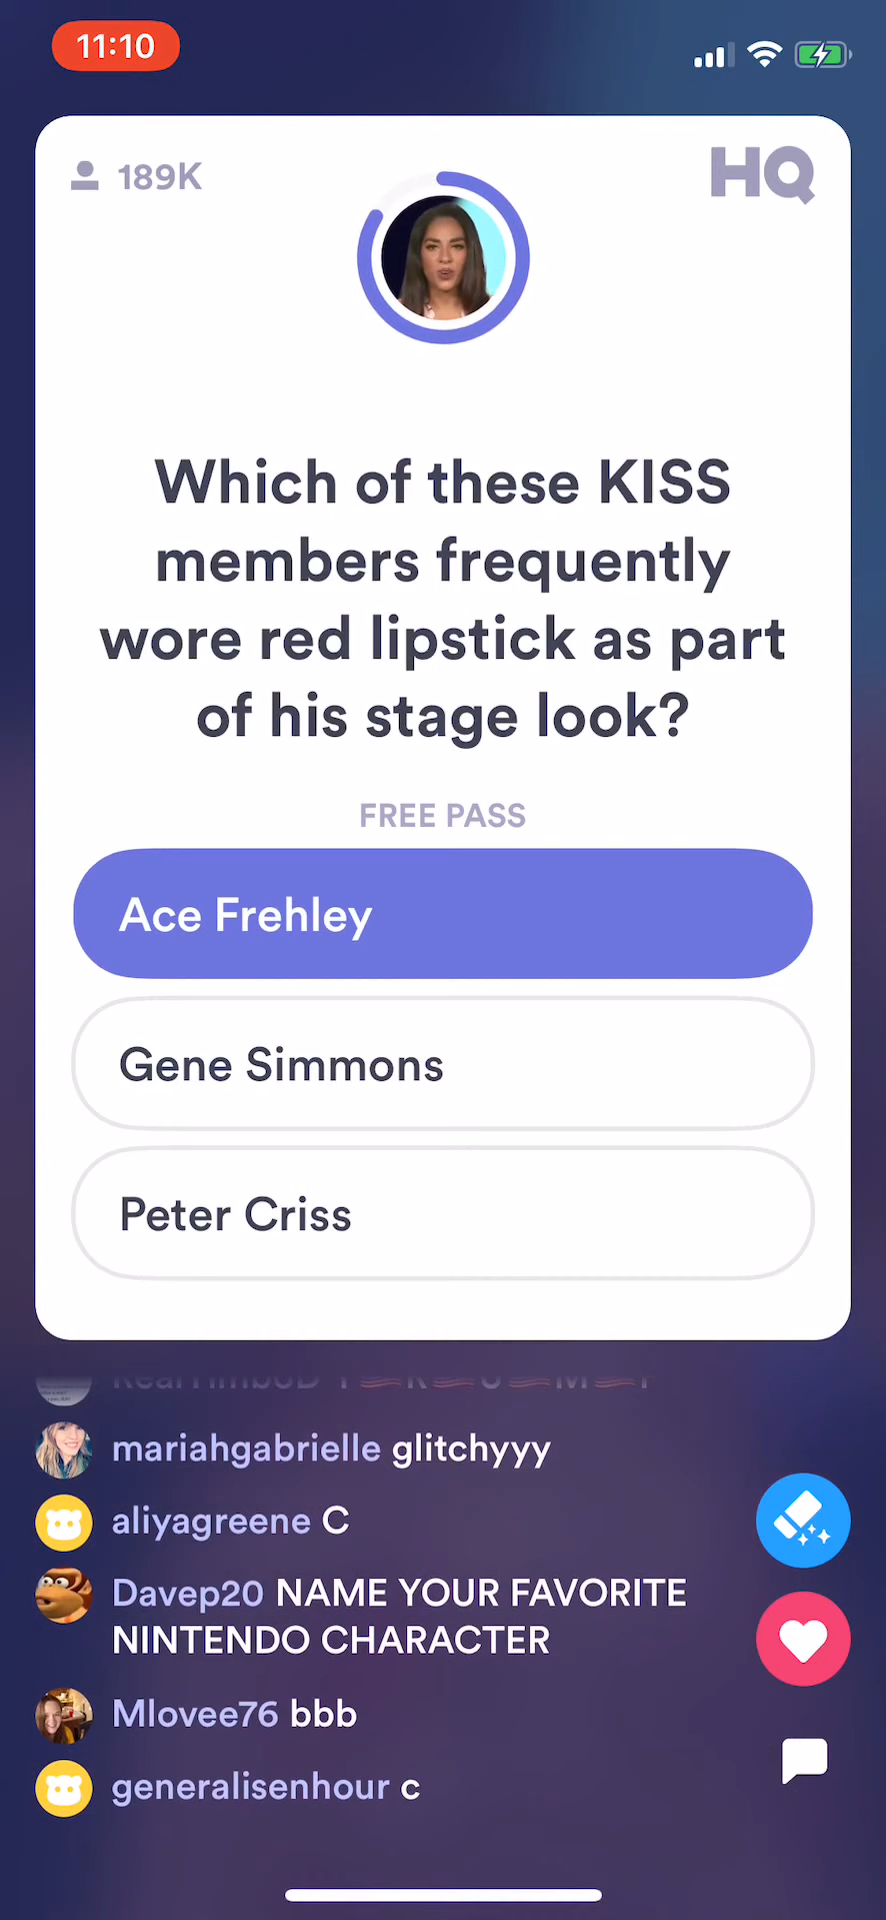 11:10
189K
HQ
Which of these KISS
members frequently
wore red lipstick as part
of his stage look?
FREE PASS
Ace Frehley
Gene Simmons
Peter Criss
mariahgabrielle glitchyyy
aliyagreene C
Davep20 NAME YOUR FAVORITE
NINTENDO CHARACTER
Mlovee76 bbb
generalisenhour c